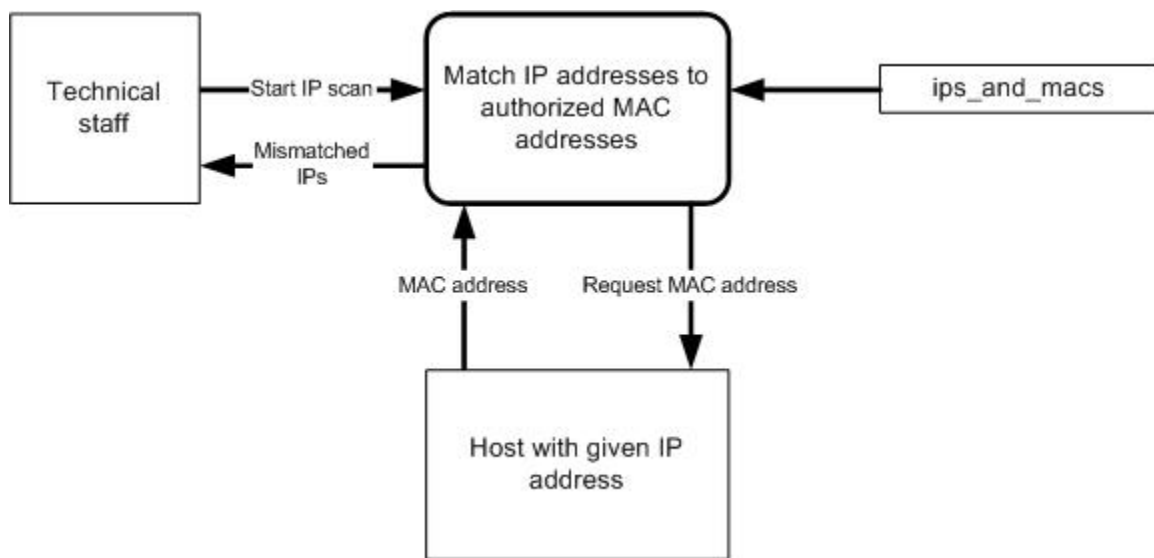 Technical
staff
Start IP scan
Mismatched
IPs
Match IP addresses to
authorized MAC
addresses
ips_and_macs
MAC address
Request MAC address
Host with given IP
address